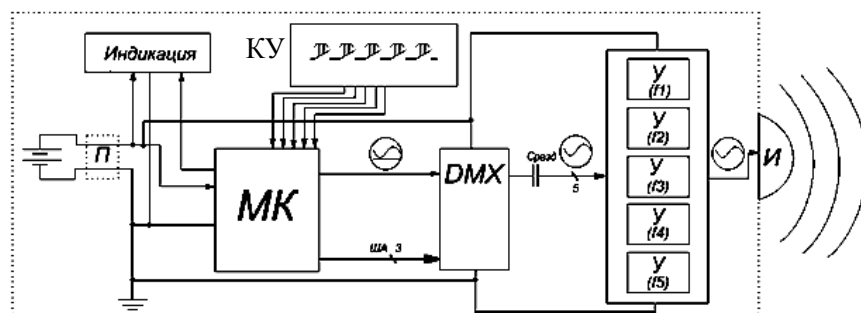 Индикация
КУ
П
МК
ША 3
DMX
Cразд
5
У
(f1)
У
(f2)
У
(f3)
У
(f4)
У
(f5)
И